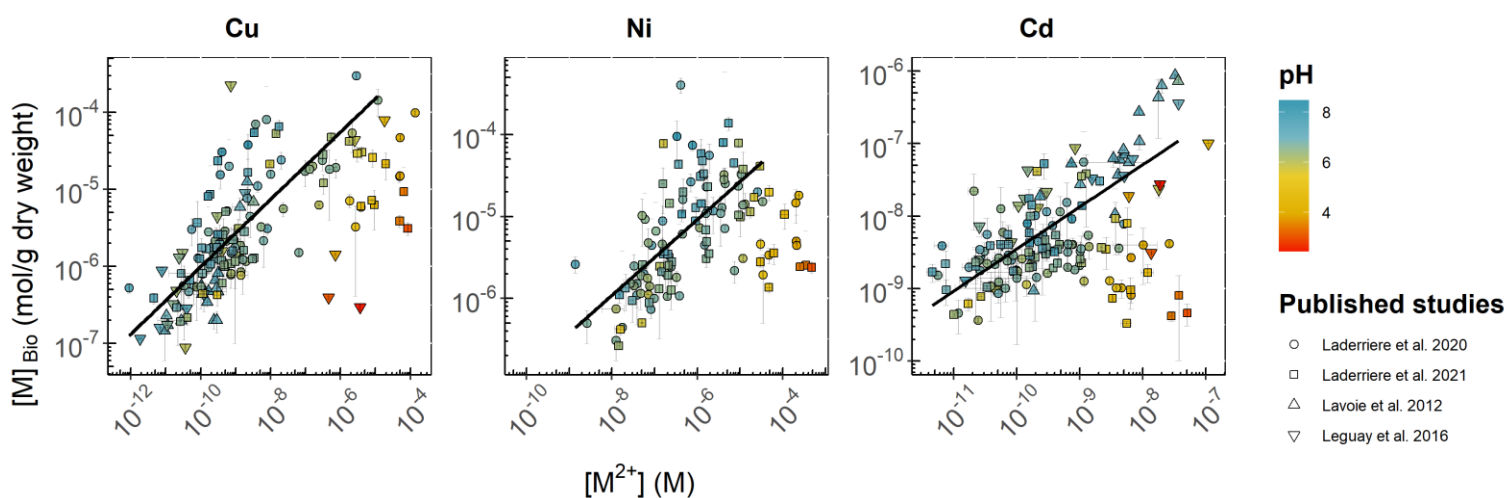 Cu
Ni
Cd
[M]Bio (mol/g dry weight)
10⁻⁴
10⁻⁵
10⁻⁶
10⁻⁷
10⁻¹²
10⁻¹⁰
10⁻⁸
10⁻⁶
10⁻⁴
10⁻⁴
10⁻⁵
10⁻⁶
10⁻¹⁰
10⁻⁸
10⁻⁶
10⁻⁴
10⁻⁶
10⁻⁷
10⁻⁸
10⁻⁹
10⁻¹⁰
10⁻¹¹
10⁻¹⁰
10⁻⁹
10⁻⁸
10⁻⁷
[M²⁺] (M)
pH
8
6
4
Published studies
Laderriere et al. 2020
Laderriere et al. 2021
Lavoie et al. 2012
Leguay et al. 2016